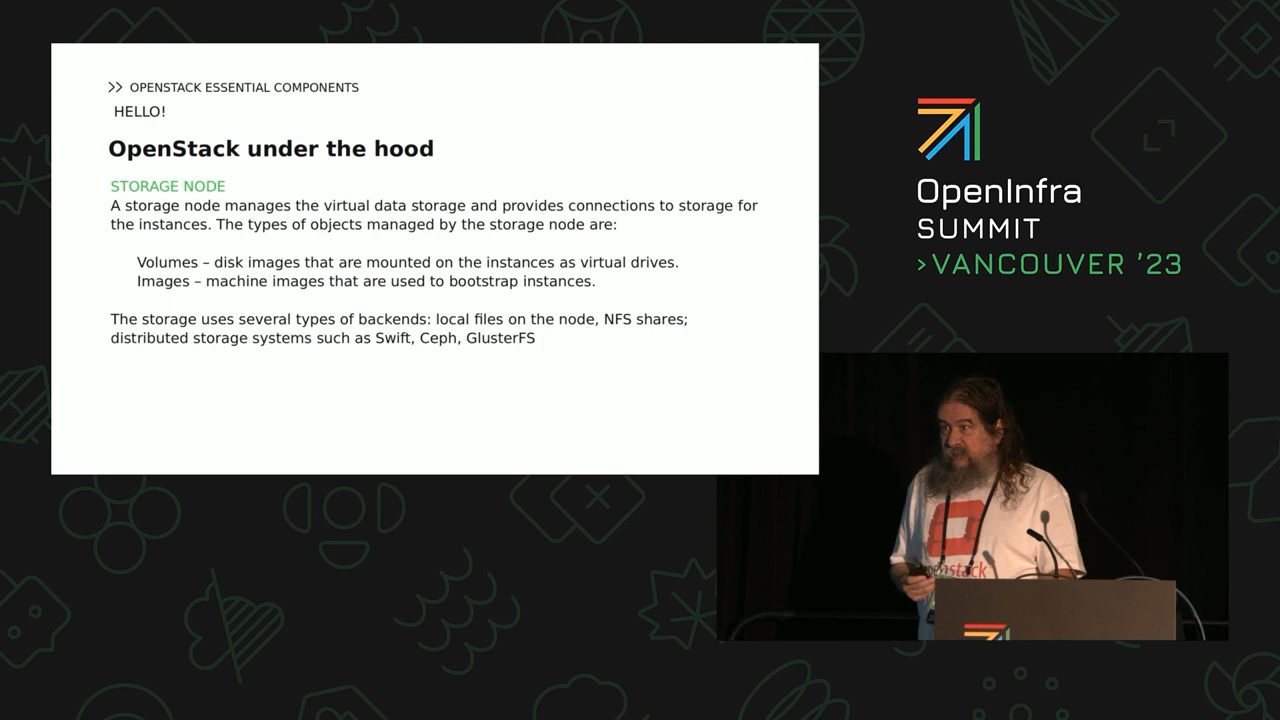 >> OPENSTACK ESSENTIAL COMPONENTS
HELLO!
OpenStack under the hood
STORAGE NODE
A storage node manages the virtual data storage and provides connections to storage for
the instances. The types of objects managed by the storage node are:
Volumes – disk images that are mounted on the instances as virtual drives.
Images – machine images that are used to bootstrap instances.
The storage uses several types of backends: local files on the node, NFS shares;
distributed storage systems such as Swift, Ceph, GlusterFS
OpenInfra
SUMMIT
>VANCOUVER ’23
openstack